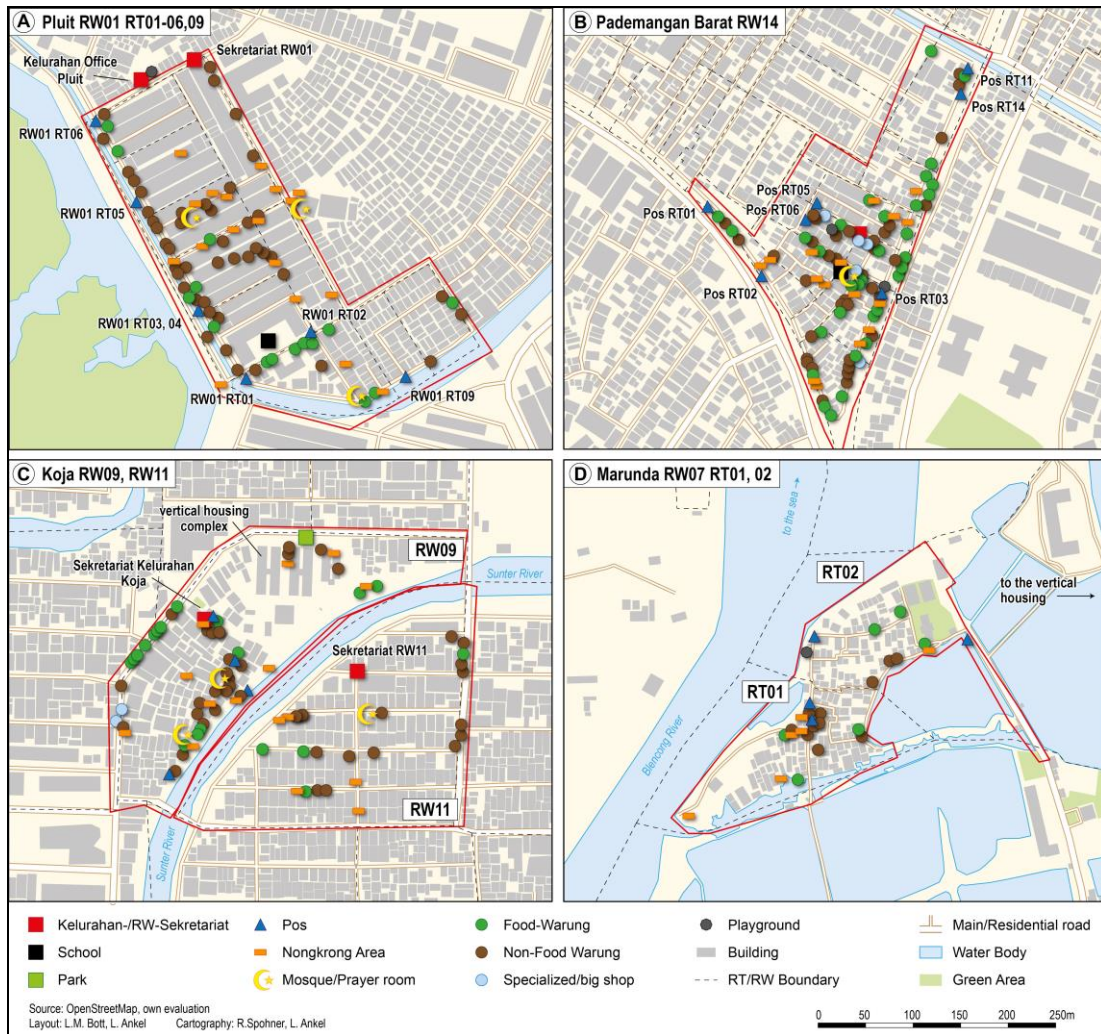 A Pluit RW01 RT01-06,09
Sekretariat RW01
Kelurahan Office
Pluit
RW01 RT06
RW01 RT05
RW01 RT03, 04
RW01 RT02
RW01 RT01
RW01 RT09
B Pademangan Barat RW14
Pos RT11
Pos RT14
Pos RT05
Pos RT06
Pos RT01
Pos RT02
Pos RT03
C Koja RW09, RW11
vertical housing
complex
RW09
Sekretariat Kelurahan
Koja
Sunter River
Sekretariat RW11
RW11
Sunter River
D Marunda RW07 RT01, 02
to the sea
RT02
to the vertical
housing
RT01
Blencong River
Kelurahan-/RW-Sekretariat
Pos
Food-Warung
Playground
Main/Residential road
School
Nongkrong Area
Non-Food Warung
Building
Water Body
Park
Mosque/Prayer room
Specialized/big shop
RT/RW Boundary
Green Area
Source: OpenStreetMap, own evaluation
Layout: L.M. Bott, L. Ankel Cartography: R.Spohner, L. Ankel
0 50 100 150 200 250m